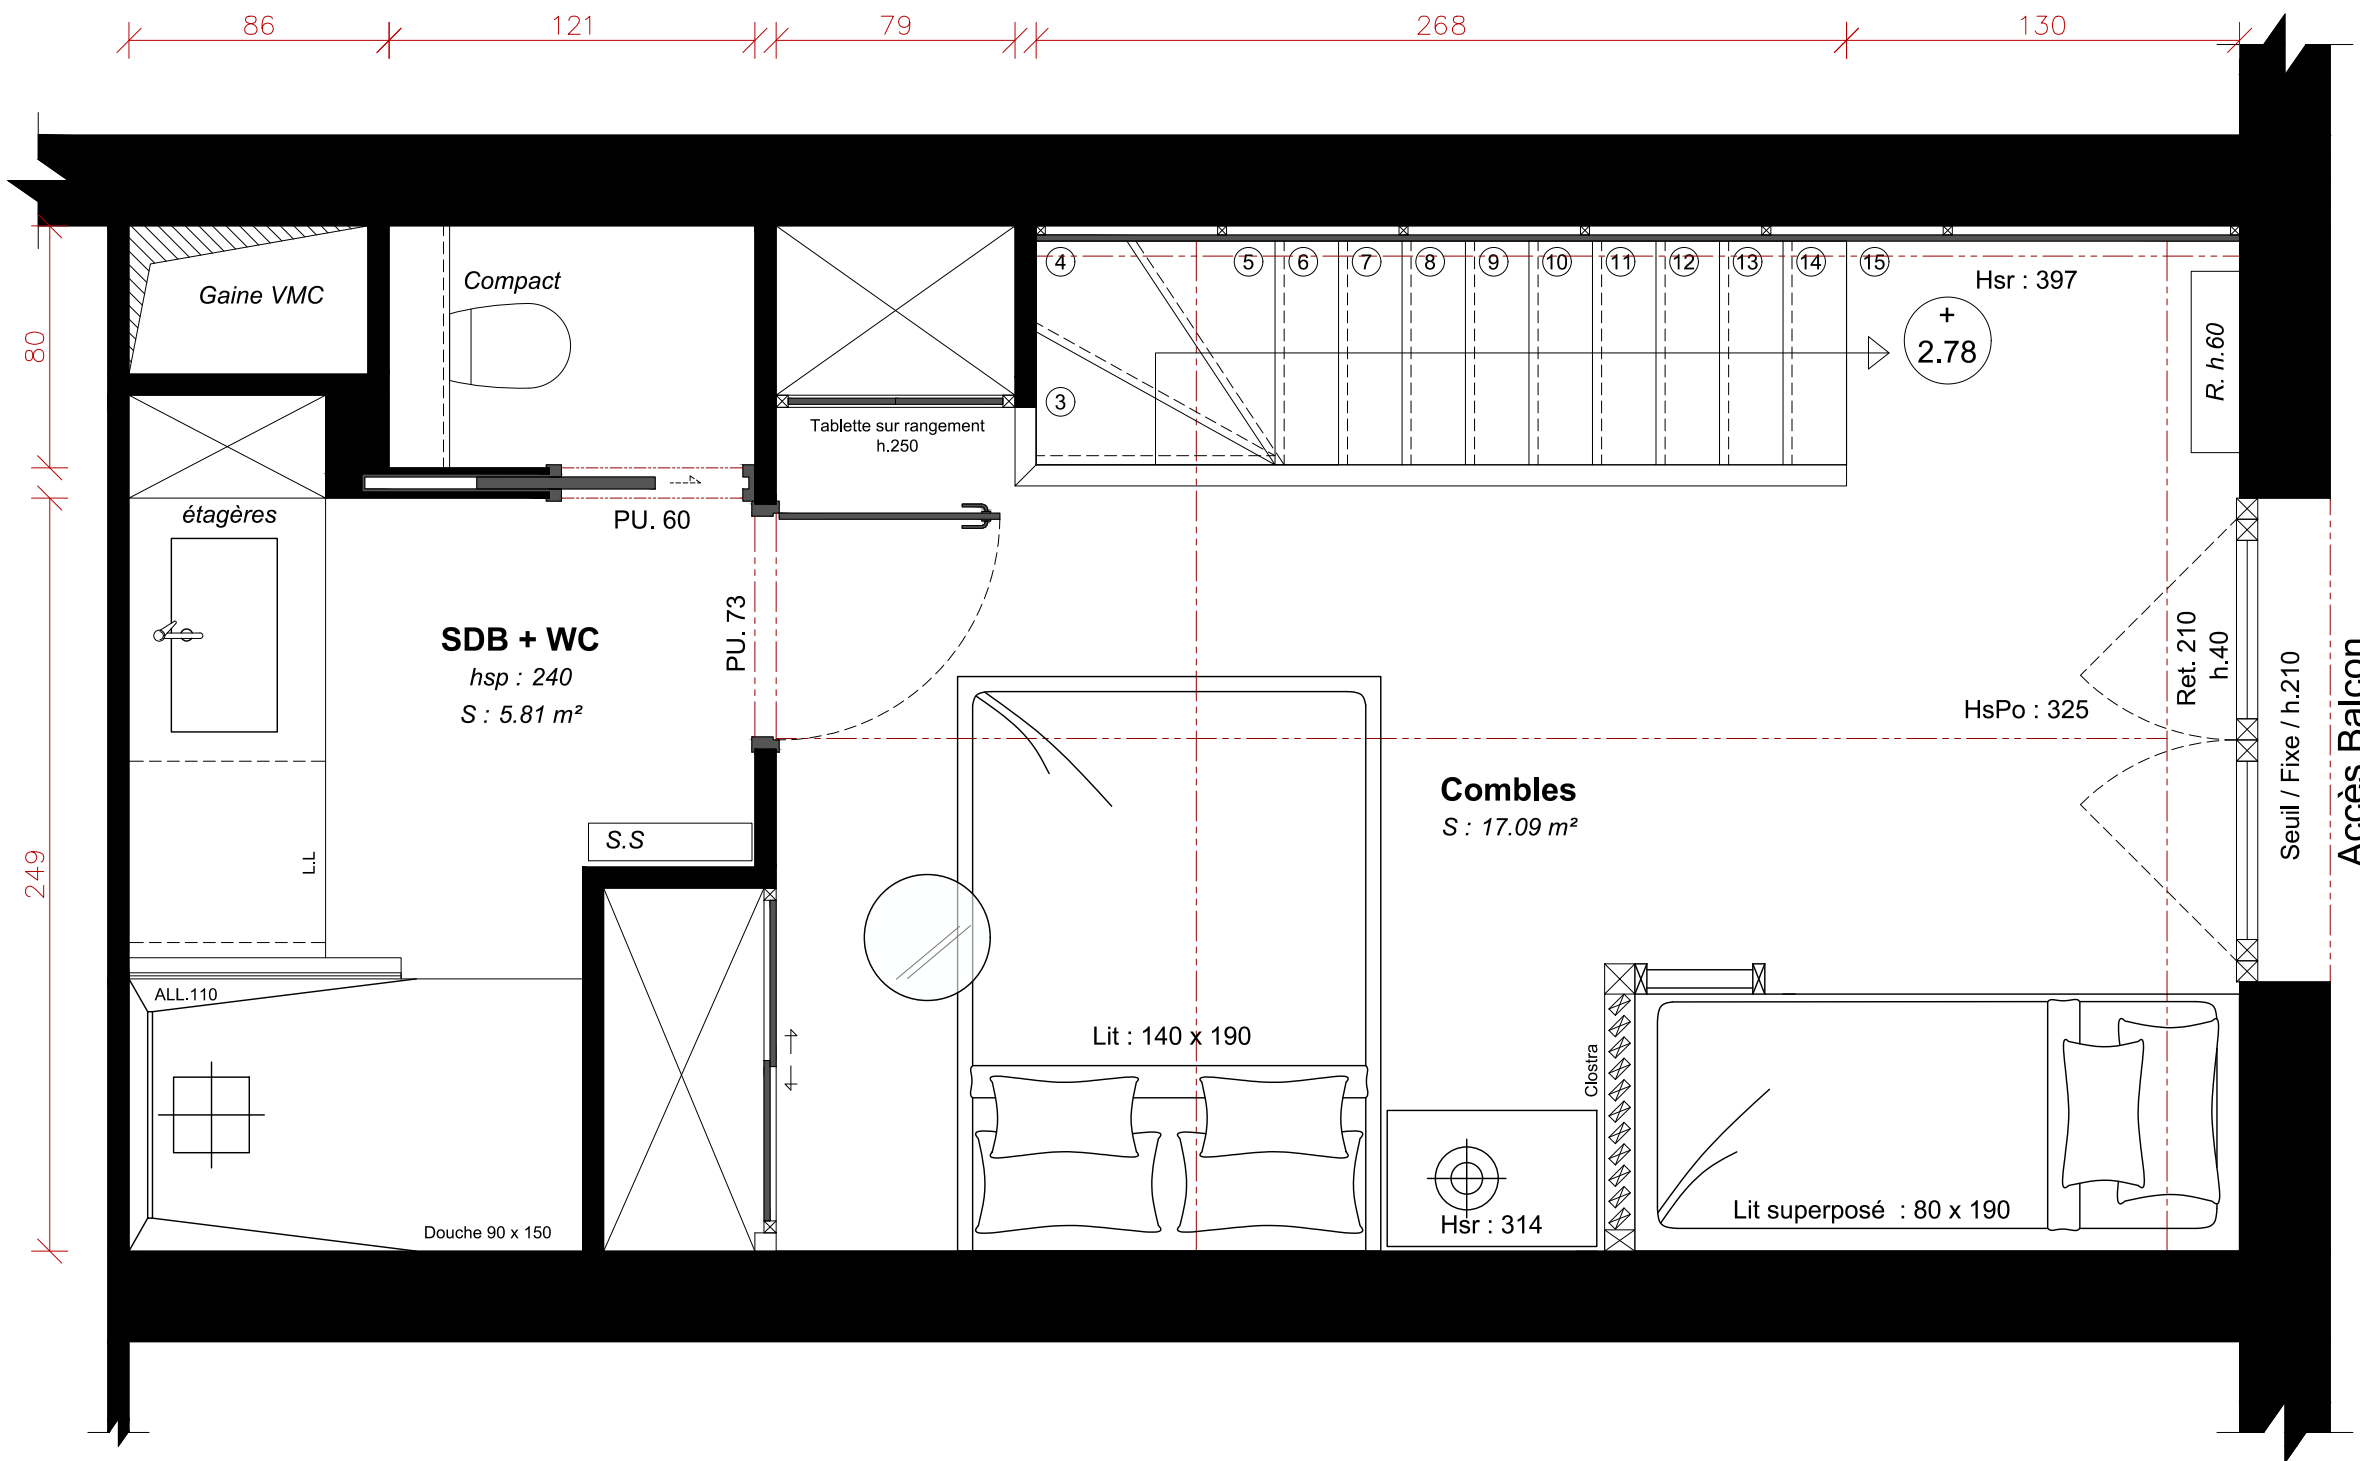 86
121
79
268
130
80
249
Gaine VMC
Compact
étagères
PU. 60
Tablette sur rangement
h.250
4
5
6
7
8
9
10
11
12
13
14
15
3
Hsr : 397
+
2.78
R. h.60
SDB + WC
hsp : 240
S : 5.81 m²
PU. 73
S.S
L.L
ALL.110
Douche 90 x 150
HsPo : 325
Ret. 210
h.40
Seuil / Fixe / h.210
Accès Balcon
Combles
S : 17.09 m²
Lit : 140 x 190
Clostra
Hsr : 314
Lit superposé : 80 x 190